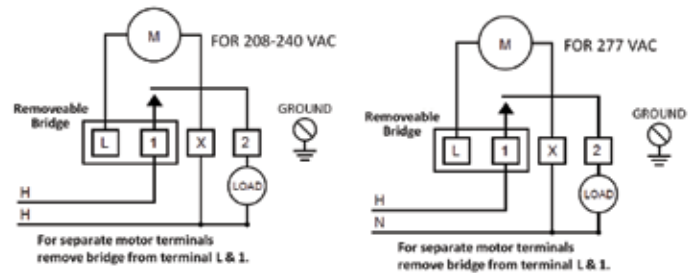 M
FOR 208-240 VAC
Removeable
Bridge
GROUND
L 1 X 2
LOAD
H
H
For separate motor terminals
remove bridge from terminal L & 1.
M
FOR 277 VAC
Removeable
Bridge
GROUND
L 1 X 2
LOAD
H
N
For separate motor terminals
remove bridge from terminal L & 1.